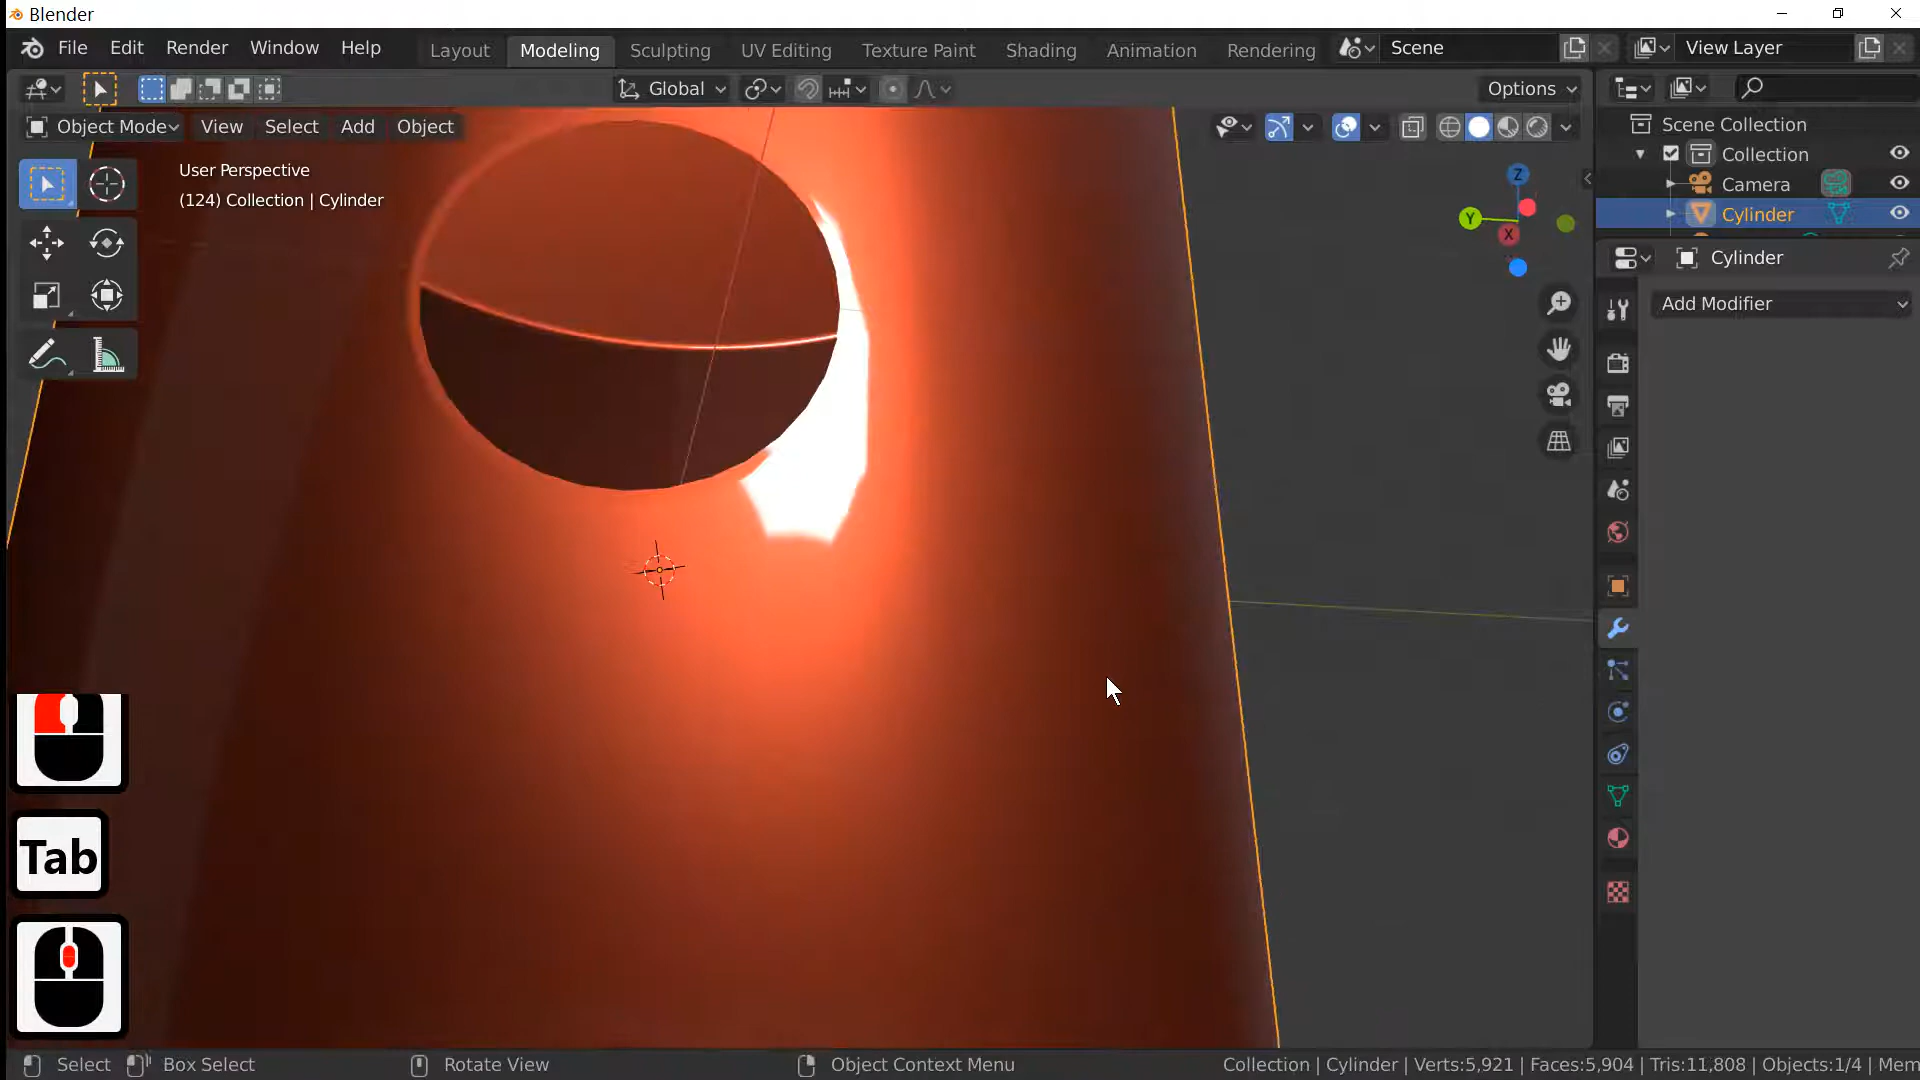 Blender
File Edit Render Window Help
Layout Modeling Sculpting UV Editing Texture Paint Shading Animation Rendering
Scene
View Layer
Global
Options
Object Mode View Select Add Object
User Perspective
(124) Collection | Cylinder
Z
Y
X
Scene Collection
Collection
Camera
Cylinder
Cylinder
Add Modifier
Tab
Select Box Select Rotate View Object Context Menu
Collection | Cylinder | Verts:5,921 | Faces:5,904 | Tris:11,808 | Objects:1/4 | Mem